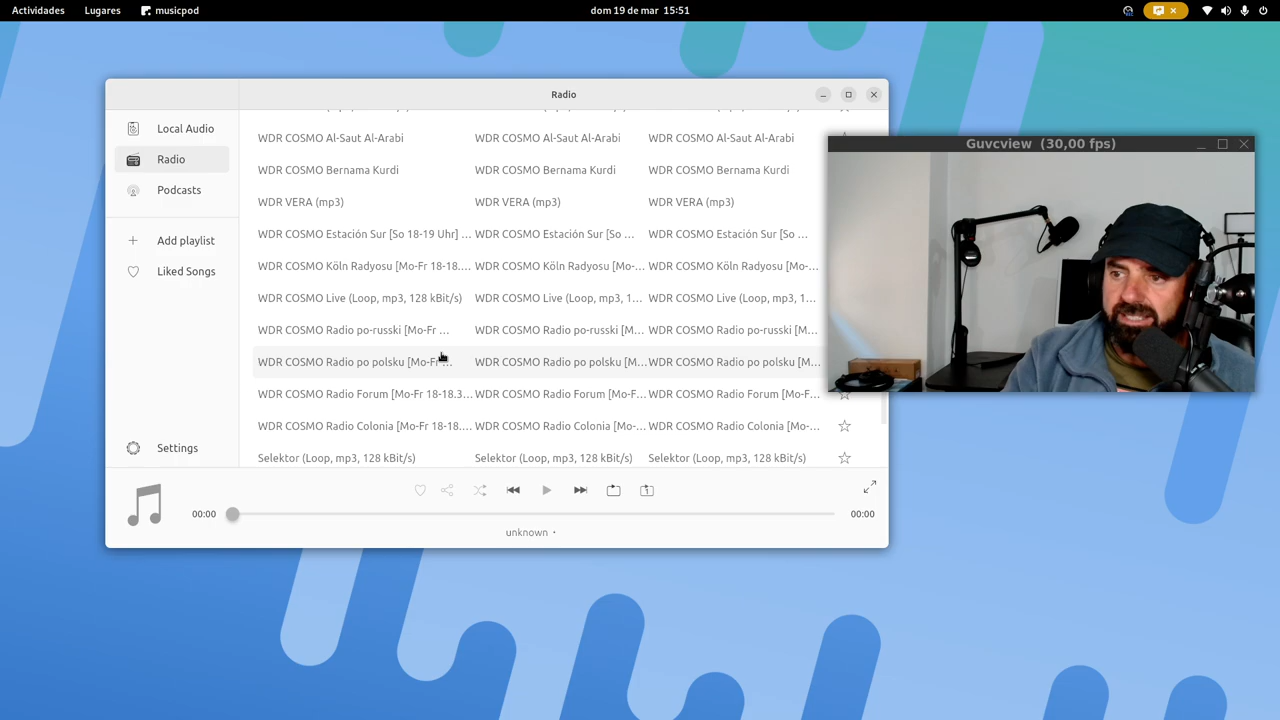 Actividades Lugares musicpod dom 19 de mar 15:51
Radio
Local Audio
Radio
Podcasts
Add playlist
Liked Songs
Settings
WDR COSMO Al-Saut Al-Arabi WDR COSMO Al-Saut Al-Arabi WDR COSMO Al-Saut Al-Arabi
WDR COSMO Bernama Kurdi WDR COSMO Bernama Kurdi WDR COSMO Bernama Kurdi
WDR VERA (mp3) WDR VERA (mp3) WDR VERA (mp3)
WDR COSMO Estación Sur [So 18-19 Uhr] ... WDR COSMO Estación Sur [So ... WDR COSMO Estación Sur [So ...
WDR COSMO Köln Radyosu [Mo-Fr 18-18.... WDR COSMO Köln Radyosu [Mo-... WDR COSMO Köln Radyosu [Mo-...
WDR COSMO Live (Loop, mp3, 128 kBit/s) WDR COSMO Live (Loop, mp3, 1... WDR COSMO Live (Loop, mp3, 1...
WDR COSMO Radio po-russki [Mo-Fr ... WDR COSMO Radio po-russki [M... WDR COSMO Radio po-russki [M...
WDR COSMO Radio po polsku [Mo-Fr ... WDR COSMO Radio po polsku [M... WDR COSMO Radio po polsku [M...
WDR COSMO Radio Forum [Mo-Fr 18-18.3... WDR COSMO Radio Forum [Mo-F... WDR COSMO Radio Forum [Mo-F...
WDR COSMO Radio Colonia [Mo-Fr 18-18.... WDR COSMO Radio Colonia [Mo-... WDR COSMO Radio Colonia [Mo-...
Selektor (Loop, mp3, 128 kBit/s) Selektor (Loop, mp3, 128 kBit/s) Selektor (Loop, mp3, 128 kBit/s)
00:00 00:00
unknown ·
Guvcview (30,00 fps)